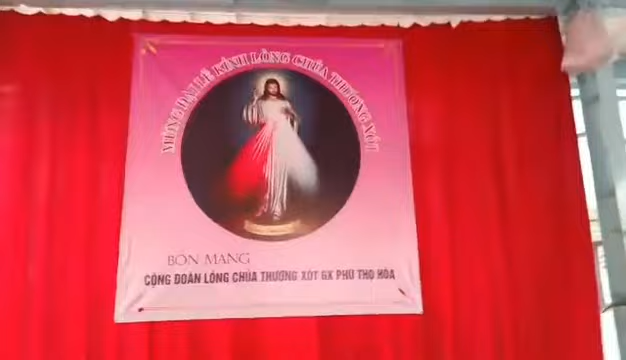 MỪNG ĐẠI LỄ KÍNH LÒNG CHÚA THƯƠNG XÓT
BỔN MẠNG
CỘNG ĐOÀN LÒNG CHÚA THƯƠNG XÓT GX PHÚ THỌ HÒA